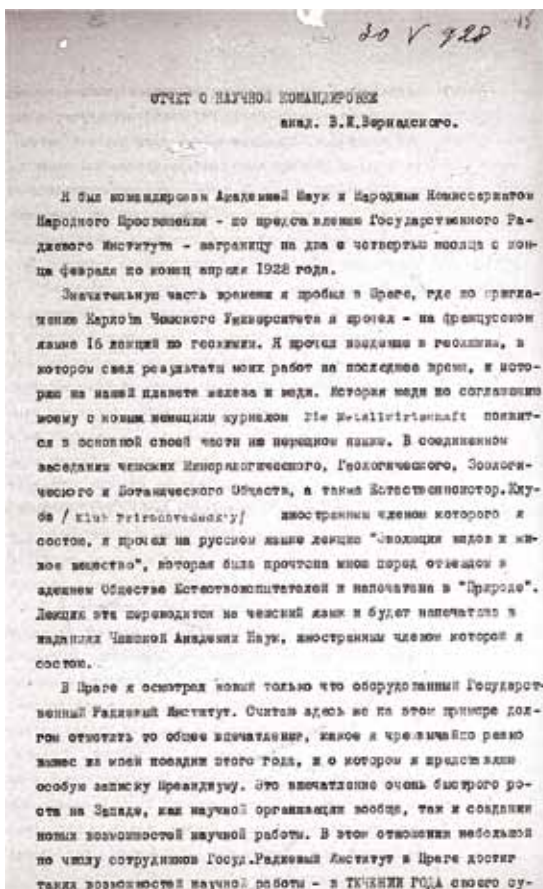 15
30 V 928
ОТЧЕТ О НАУЧНОЙ КОМАНДИРОВКЕ
акад. В.И.Вернадского.
Я был командирован Академией Наук и Народным Комиссариатом
Народного Просвещения - по представлению Государственного Ра-
диевого Института - заграницу на два с четвертью месяца с кон-
ца февраля по конец апреля 1928 года.
Значительную часть времени я пробыл в Праге, где по пригла-
шению Карлова Чешского Университета я прочел - на французском
языке 16 лекций по геохимии. Я прочел введение в геохимию, в
котором свел результаты моих работ за последнее время, и исто-
рию на нашей планете железа и меди. История меди по соглашению
моему с новым немецким журналом Die Metallwirtschaft появит-
ся в основной своей части на немецком языке. В соединенном
заседании чешских Минералогического, Геологического, Зоологи-
ческого и Ботанического Обществ, а также Естественноистор.Клу-
ба / Klub Prirodovedecky/ иностранным членом которого я
состою, я прочел на русском языке лекцию "Эволюция видов и жи-
вое вещество", которая была прочтена мною перед отъездом в
здешнем Обществе Естествоиспытателей и напечатана в "Природе".
Лекция эта переводится на чешский язык и будет напечатана в
изданиях Чешской Академии Наук, иностранным членом которой я
состою.
В Праге я осмотрел новый только что оборудованный Государст-
венный Радиевый Институт. Считаю здесь же на этом примере дол-
гом отметить то общее впечатление, какое я чрезвычайно резко
вынес из моей поездки этого года, и о котором я представляю
особую записку Президиуму. Это впечатление очень быстрого ро-
ста на Западе, как научной организации вообще, так и создания
новых возможностей научной работы. В этом отношении небольшой
по числу сотрудников Госуд.Радиевый Институт в Праге достиг
таких возможностей научной работы - в ТЕЧЕНИИ ГОДА своего су-